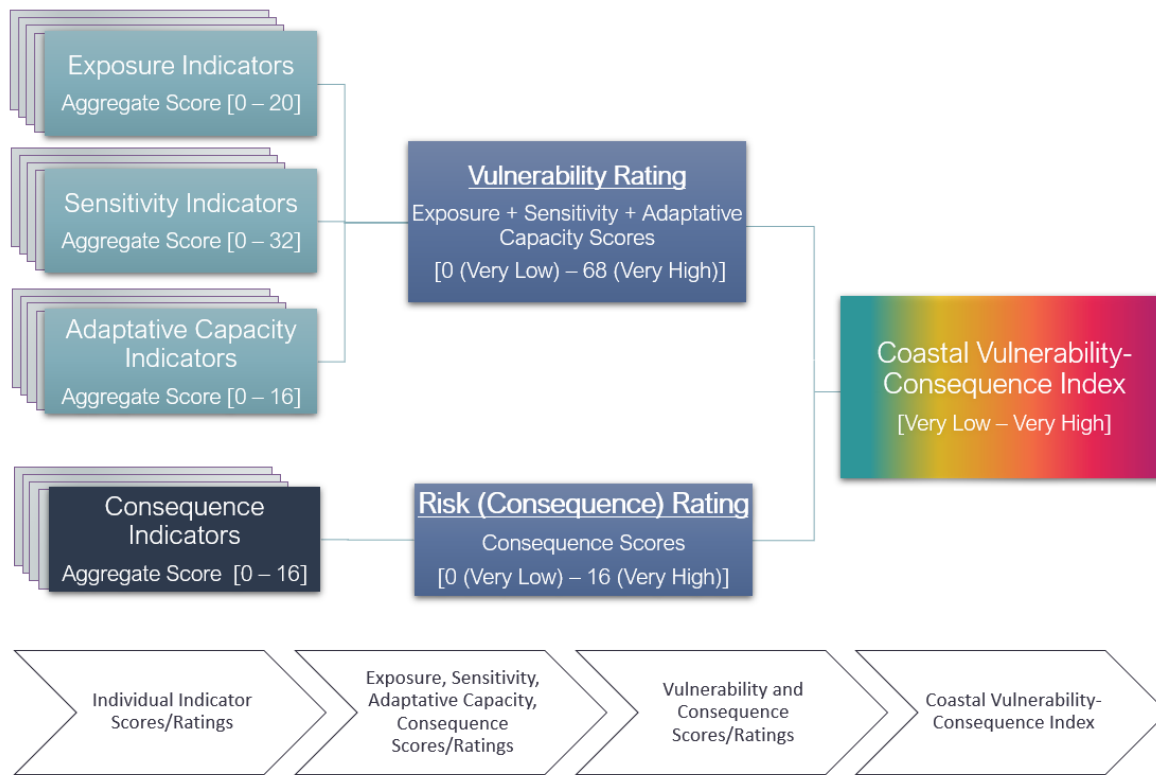 Exposure Indicators
Aggregate Score [0 – 20]
Sensitivity Indicators
Aggregate Score [0 – 32]
Adaptative Capacity
Indicators
Aggregate Score [0 – 16]
Consequence
Indicators
Aggregate Score [0 – 16]
Vulnerability Rating
Exposure + Sensitivity + Adaptative
Capacity Scores
[0 (Very Low) – 68 (Very High)]
Risk (Consequence) Rating
Consequence Scores
[0 (Very Low) – 16 (Very High)]
Coastal Vulnerability-
Consequence Index
[Very Low – Very High]
Individual Indicator
Scores/Ratings
Exposure, Sensitivity,
Adaptative Capacity,
Consequence
Scores/Ratings
Vulnerability and
Consequence
Scores/Ratings
Coastal Vulnerability-
Consequence Index